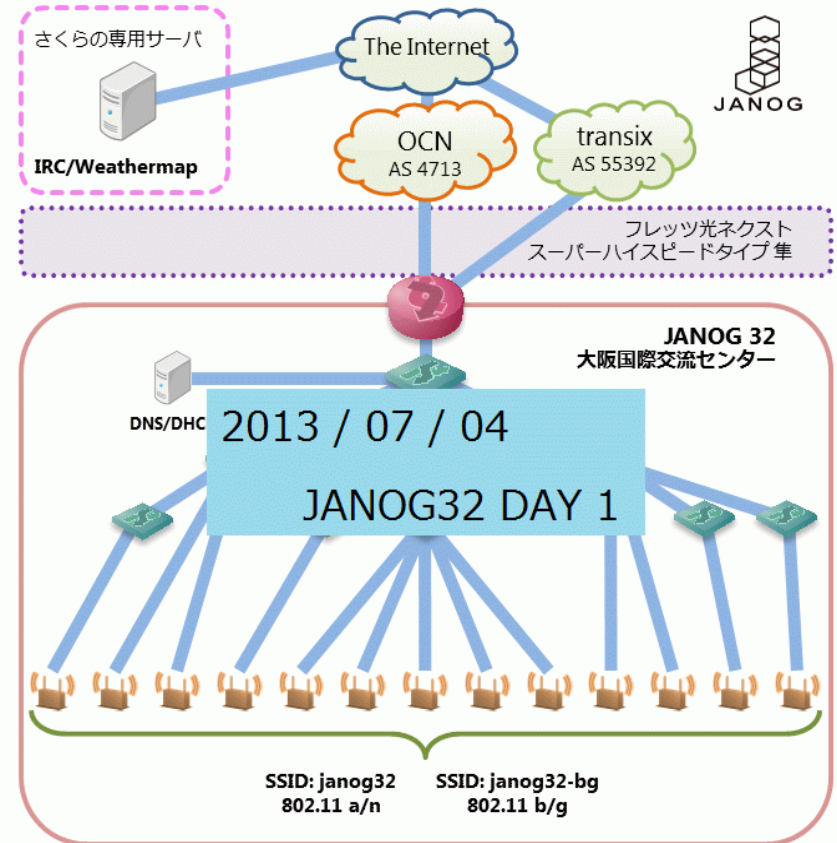 さくらの専用サーバ
IRC/Weathermap
The Internet
JANOG
OCN
AS 4713
transix
AS 55392
フレッツ光ネクスト
スーパーハイスピードタイプ 隼
JANOG 32
大阪国際交流センター
DNS/DHC
2013 / 07 / 04
JANOG32 DAY 1
SSID: janog32
802.11 a/n
SSID: janog32-bg
802.11 b/g